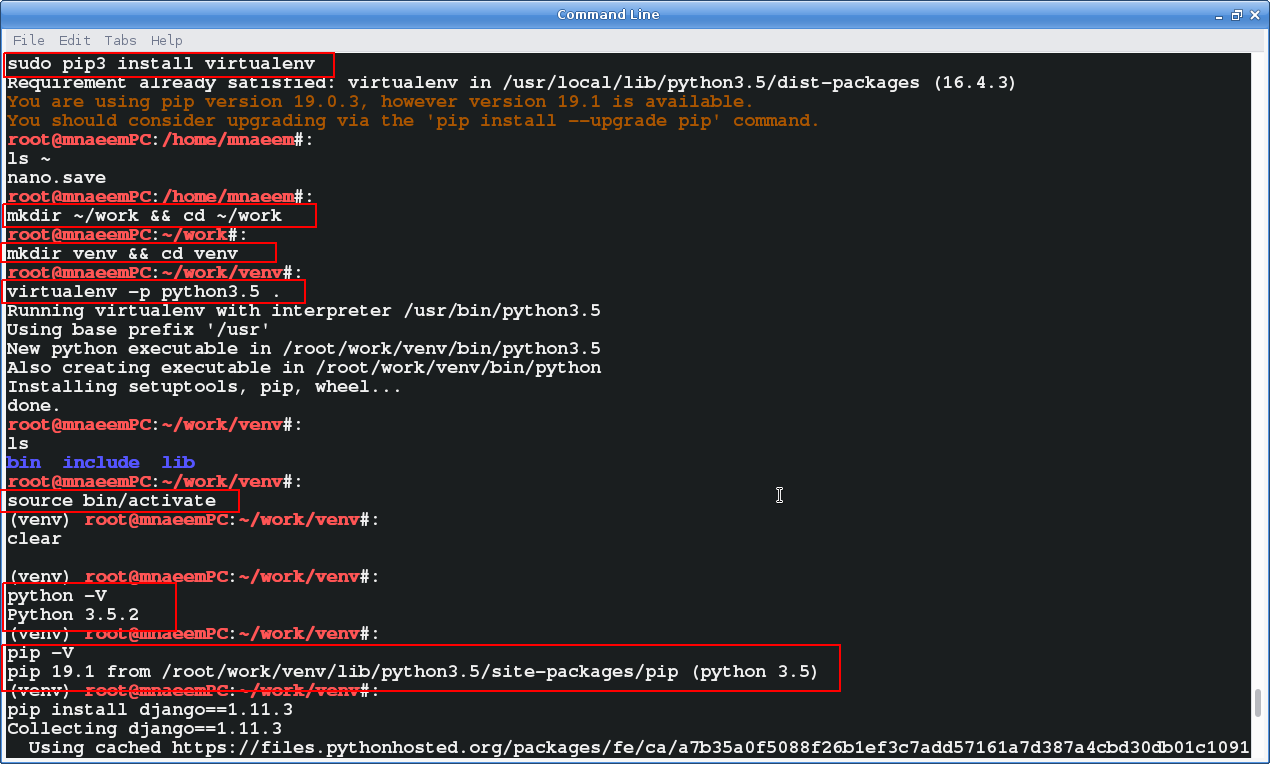 Command Line
File Edit Tabs Help
sudo pip3 install virtualenv
Requirement already satisfied: virtualenv in /usr/local/lib/python3.5/dist-packages (16.4.3)
You are using pip version 19.0.3, however version 19.1 is available.
You should consider upgrading via the 'pip install --upgrade pip' command.
root@mnaeemPC:/home/mnaeem#:
ls ~
nano.save
root@mnaeemPC:/home/mnaeem#:
mkdir ~/work && cd ~/work
root@mnaeemPC:~/work#:
mkdir venv && cd venv
root@mnaeemPC:~/work/venv#:
virtualenv -p python3.5 .
Running virtualenv with interpreter /usr/bin/python3.5
Using base prefix '/usr'
New python executable in /root/work/venv/bin/python3.5
Also creating executable in /root/work/venv/bin/python
Installing setuptools, pip, wheel...
done.
root@mnaeemPC:~/work/venv#:
ls
bin  include  lib
root@mnaeemPC:~/work/venv#:
source bin/activate
(venv) root@mnaeemPC:~/work/venv#:
clear
(venv) root@mnaeemPC:~/work/venv#:
python -V
Python 3.5.2
(venv) root@mnaeemPC:~/work/venv#:
pip -V
pip 19.1 from /root/work/venv/lib/python3.5/site-packages/pip (python 3.5)
(venv) root@mnaeemPC:~/work/venv#:
pip install django==1.11.3
Collecting django==1.11.3
  Using cached https://files.pythonhosted.org/packages/fe/ca/a7b35a0f5088f26b1ef3c7add57161a7d387a4cbd30db01c1091